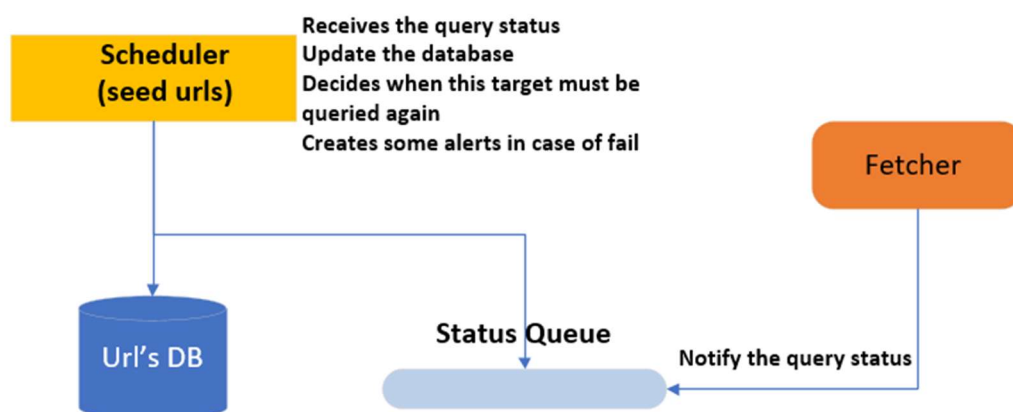 Scheduler
(seed urls)
Receives the query status
Update the database
Decides when this target must be
queried again
Creates some alerts in case of fail
Fetcher
Url's DB
Status Queue
Notify the query status